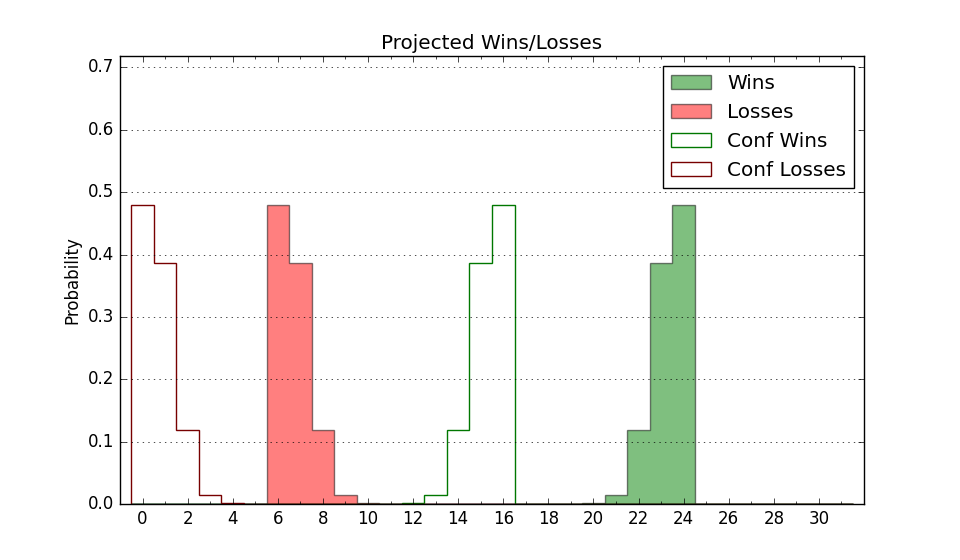 Projected Wins/Losses
Probability
0.7
0.6
0.5
0.4
0.3
0.2
0.1
0.0
Wins
Losses
Conf Wins
Conf Losses
0 2 4 6 8 10 12 14 16 18 20 22 24 26 28 30